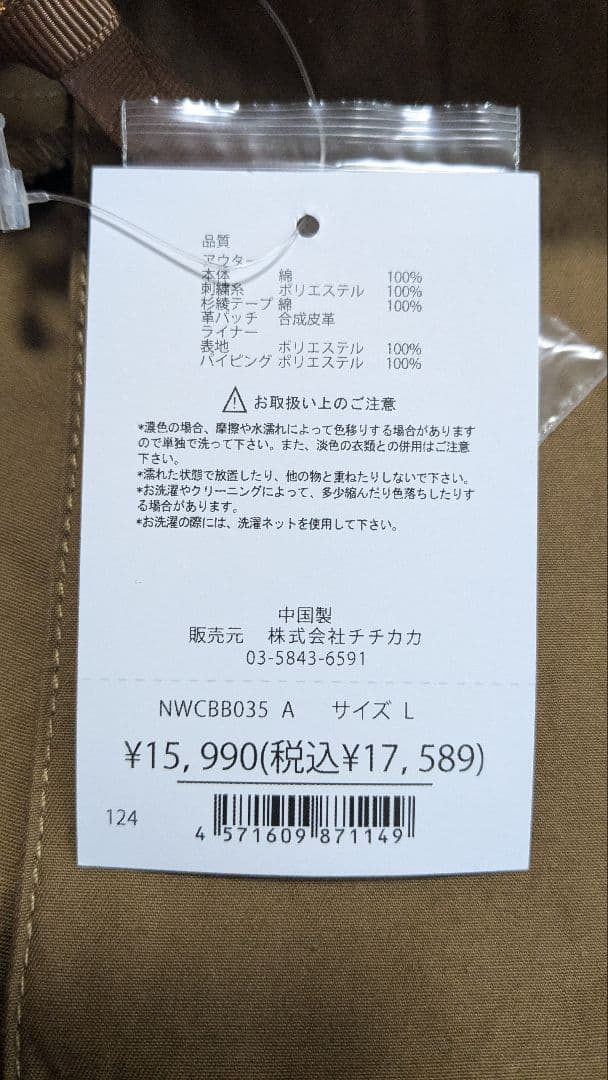 品質
アウター
本体 綿 100%
刺繍糸 ポリエステル 100%
杉綾テープ 綿 100%
革パッチ 合成皮革
ライナー
表地 ポリエステル 100%
パイピング ポリエステル 100%
お取扱い上のご注意
*濃色の場合、摩擦や水濡れによって色移りする場合があります
ので単独で洗って下さい。また、淡色の衣類との併用はご注意
下さい。
*濡れた状態で放置したり、他の物と重ねたりしないで下さい。
*お洗濯やクリーニングによって、多少縮んだり色落ちしたりす
る場合があります。
*お洗濯の際には、洗濯ネットを使用して下さい。
中国製
販売元 株式会社チチカカ
03-5843-6591
NWCBB035 A サイズ L
¥15,990(税込¥17,589)
124
4 571609 871149